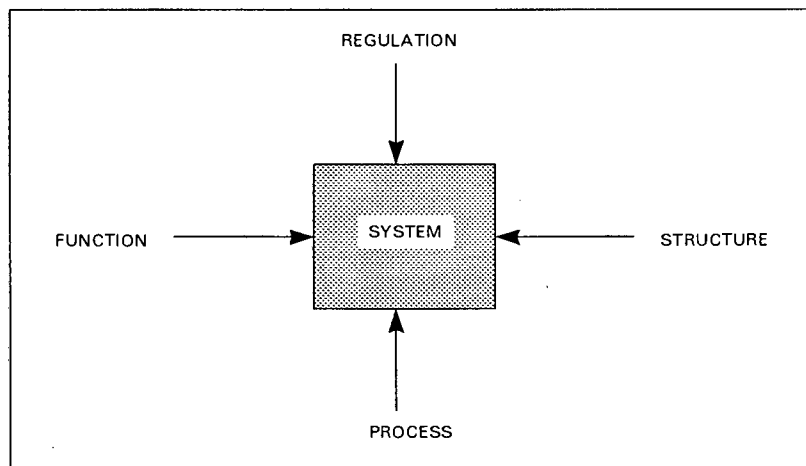 REGULATION
FUNCTION
SYSTEM
STRUCTURE
PROCESS